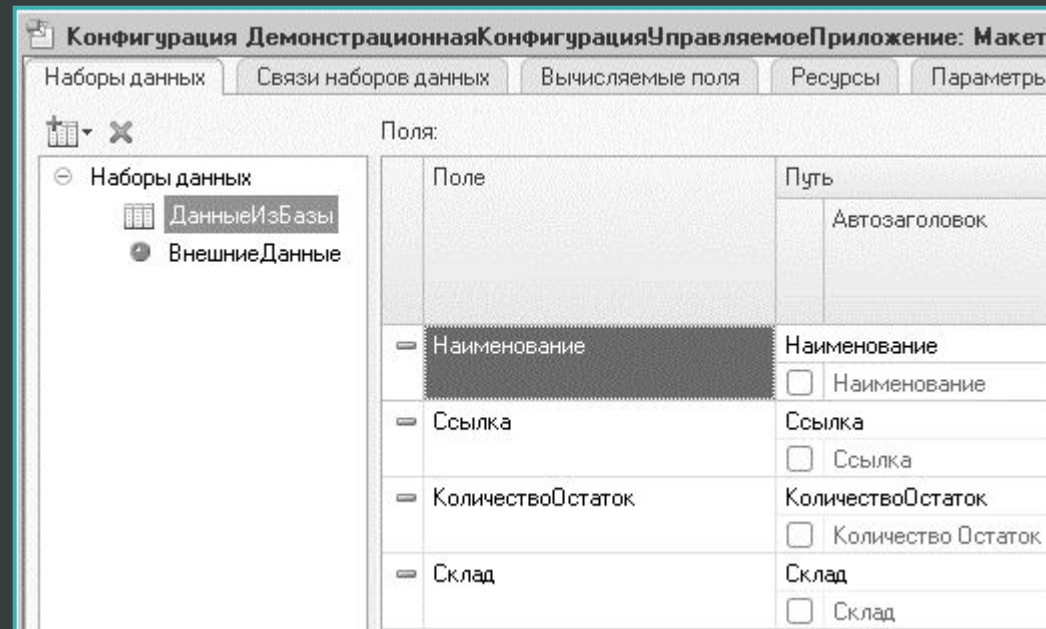 Конфигурация ДемонстрационнаяКонфигурацияУправляемоеПриложение: Макет
Наборы данных Связи наборов данных Вычисляемые поля Ресурсы Параметры
Поля:
Наборы данных
ДанныеИзБазы
ВнешниеДанные
Поле Путь
Автозаголовок
Наименование Наименование
Наименование
Ссылка Ссылка
Ссылка
КоличествоОстаток КоличествоОстаток
Количество Остаток
Склад Склад
Склад